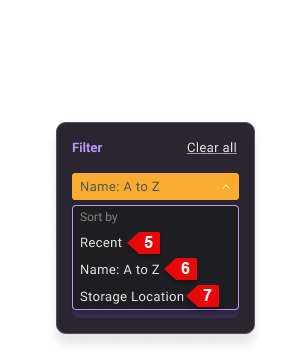 Filter Clear all
Name: A to Z
Sort by
Recent 5
Name: A to Z 6
Storage Location 7